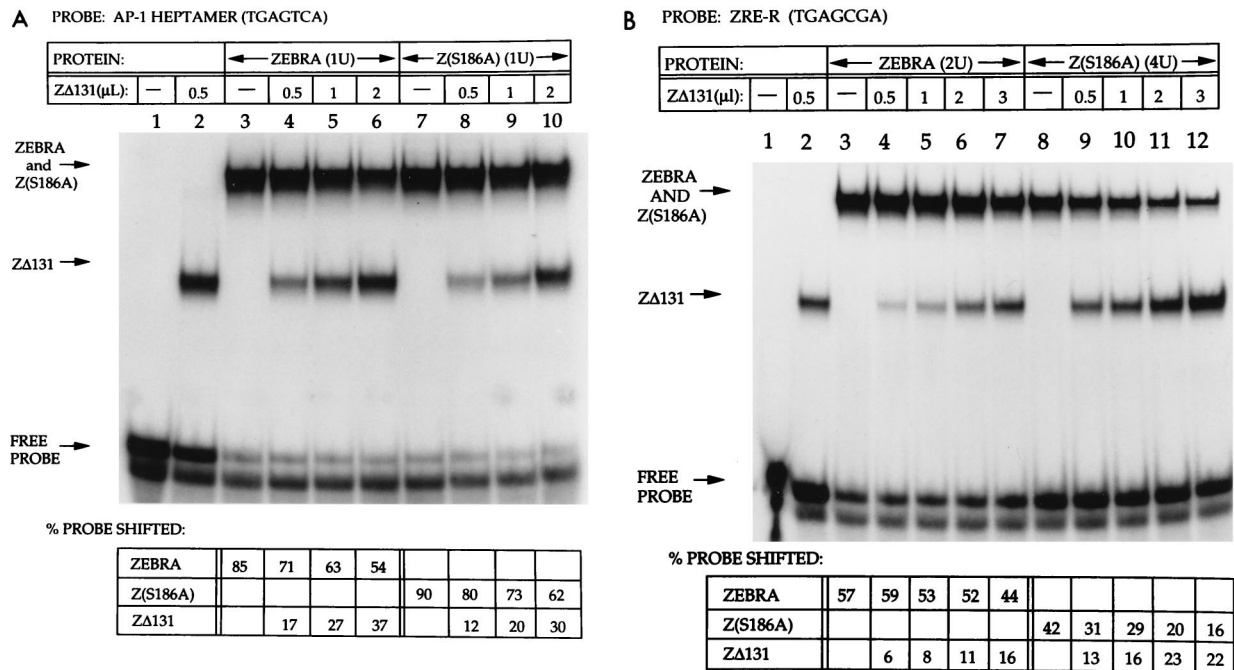 A PROBE: AP-1 HEPTAMER (TGAGTCA)
PROTEIN: ZEBRA (1U) Z(S186A) (1U)
ZΔ131(µL): — 0.5 — 0.5 1 2 — 0.5 1 2
1 2 3 4 5 6 7 8 9 10
ZEBRA
and
Z(S186A)
ZΔ131
FREE
PROBE
% PROBE SHIFTED:
ZEBRA 85 71 63 54
Z(S186A) 90 80 73 62
ZΔ131 17 27 37 12 20 30
B PROBE: ZRE-R (TGAGCGA)
PROTEIN: ZEBRA (2U) Z(S186A) (4U)
ZΔ131(µl): — 0.5 — 0.5 1 2 3 — 0.5 1 2 3
1 2 3 4 5 6 7 8 9 10 11 12
ZEBRA
AND
Z(S186A)
ZΔ131
FREE
PROBE
% PROBE SHIFTED:
ZEBRA 57 59 53 52 44
Z(S186A) 42 31 29 20 16
ZΔ131 6 8 11 16 13 16 23 22